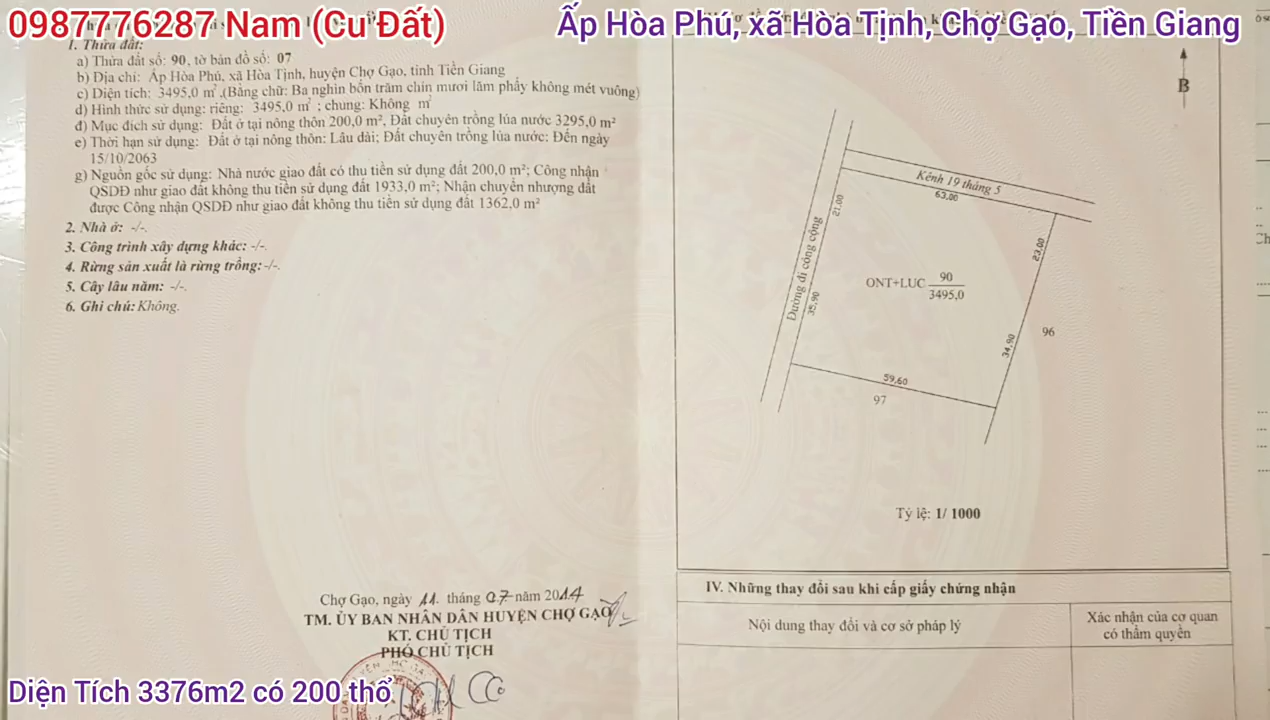 0987776287 Nam (Cu Đất)
Ấp Hòa Phú, xã Hòa Tịnh, Chợ Gạo, Tiền Giang
1. Thửa đất:
a) Thửa đất số: 90, tờ bản đồ số: 07
b) Địa chỉ: Ấp Hòa Phú, xã Hòa Tịnh, huyện Chợ Gạo, tỉnh Tiền Giang
c) Diện tích: 3495,0 m² ,(Bằng chữ: Ba nghìn bốn trăm chín mươi lăm phẩy không mét vuông)
d) Hình thức sử dụng: riêng: 3495,0 m² ; chung: Không m²
đ) Mục đích sử dụng: Đất ở tại nông thôn 200,0 m², Đất chuyên trồng lúa nước 3295,0 m²
e) Thời hạn sử dụng: Đất ở tại nông thôn: Lâu dài; Đất chuyên trồng lúa nước: Đến ngày
15/10/2063
g) Nguồn gốc sử dụng: Nhà nước giao đất có thu tiền sử dụng đất 200,0 m²; Công nhận
QSDĐ như giao đất không thu tiền sử dụng đất 1933,0 m²; Nhận chuyển nhượng đất
được Công nhận QSDĐ như giao đất không thu tiền sử dụng đất 1362,0 m²
2. Nhà ở: -/-.
3. Công trình xây dựng khác: -/-.
4. Rừng sản xuất là rừng trồng: -/-.
5. Cây lâu năm: -/-.
6. Ghi chú: Không.
Chợ Gạo, ngày 11. tháng 07 năm 2014
TM. ỦY BAN NHÂN DÂN HUYỆN CHỢ GẠO
KT. CHỦ TỊCH
PHÓ CHỦ TỊCH
Diện Tích 3376m2 có 200 thổ
B
Kênh 19 tháng 5
63,00
21,00
Đường đi công cộng
35,90
23,00
ONT+LUC 90
3495,0
34,90
96
59,60
97
Tỷ lệ: 1/ 1000
IV. Những thay đổi sau khi cấp giấy chứng nhận
Nội dung thay đổi và cơ sở pháp lý
Xác nhận của cơ quan
có thẩm quyền